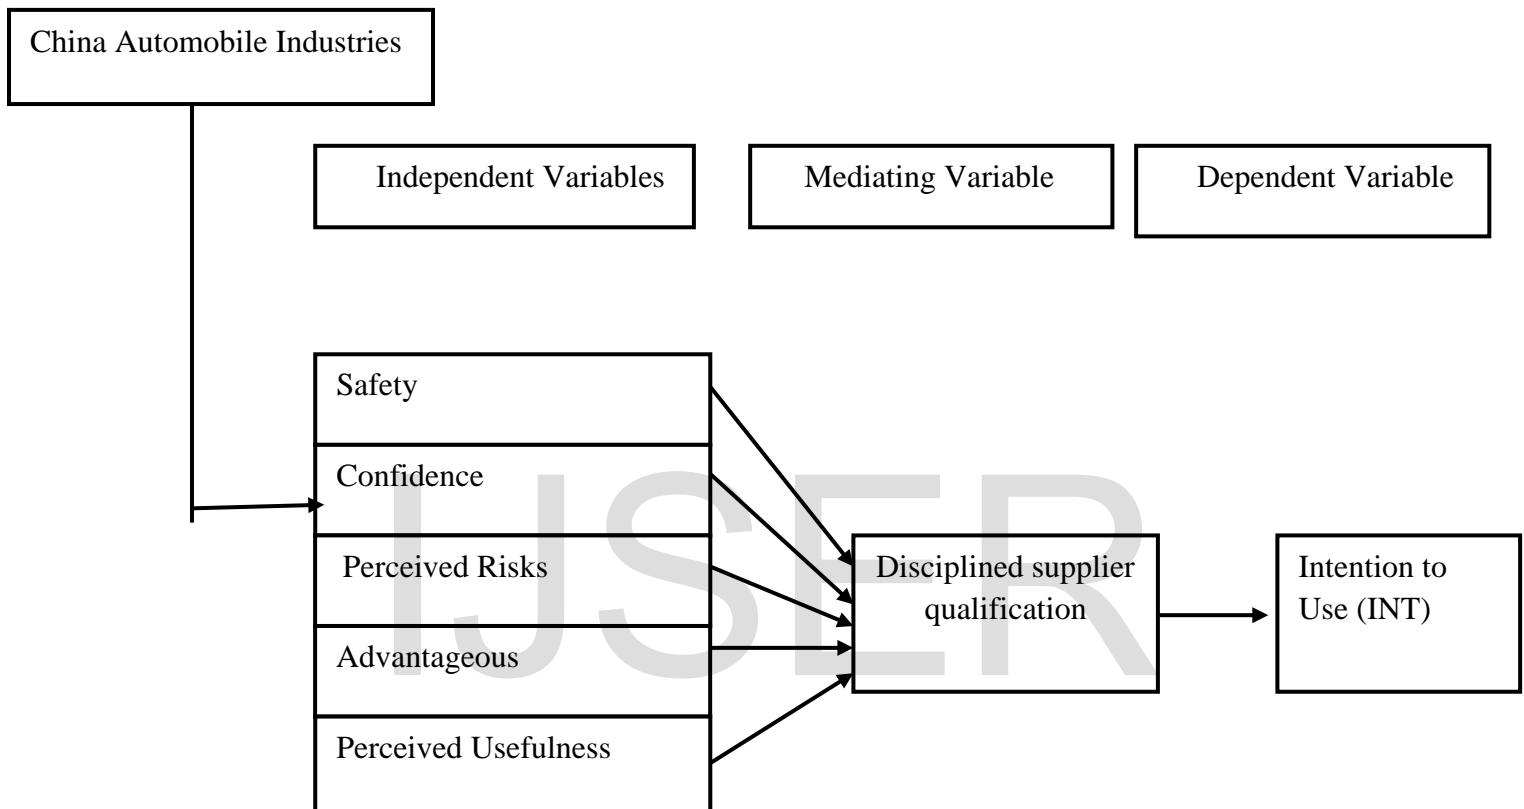 China Automobile Industries
Independent Variables
Mediating Variable
Dependent Variable
Safety
Confidence
Perceived Risks
Advantageous
Perceived Usefulness
Disciplined supplier
qualification
Intention to
Use (INT)
IJSER